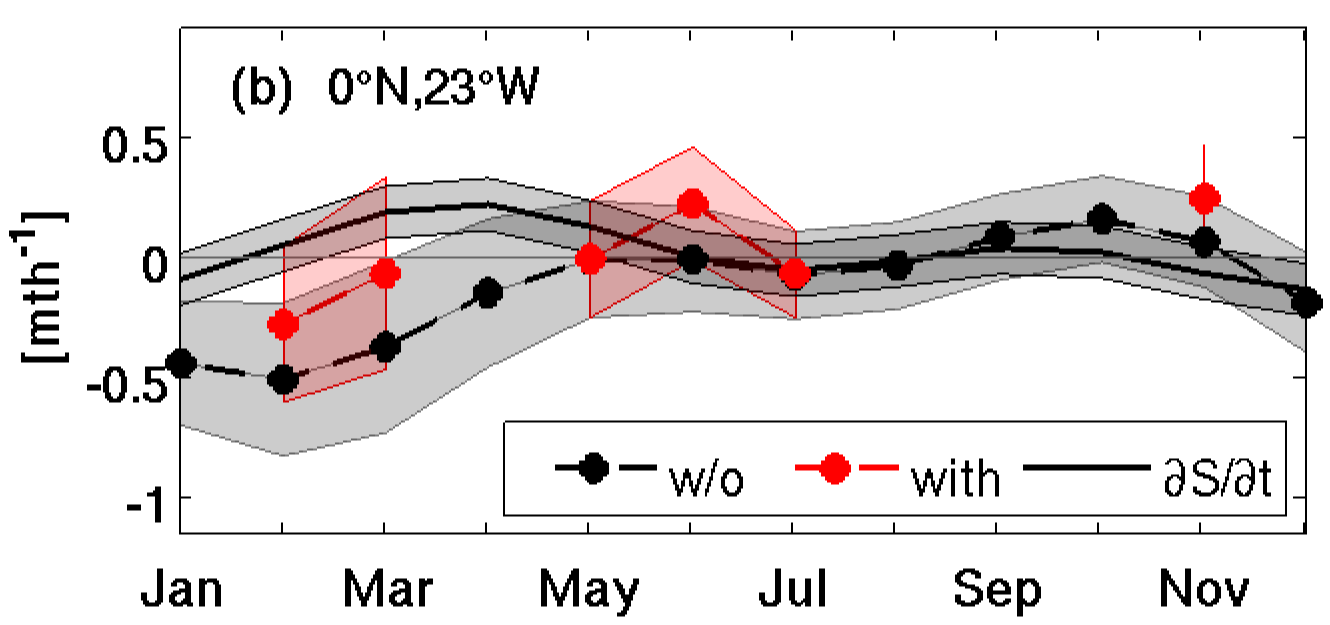 (b) 0°N,23°W
0.5
0
-0.5
-1
[mth⁻¹]
w/o with ∂S/∂t
Jan Mar May Jul Sep Nov